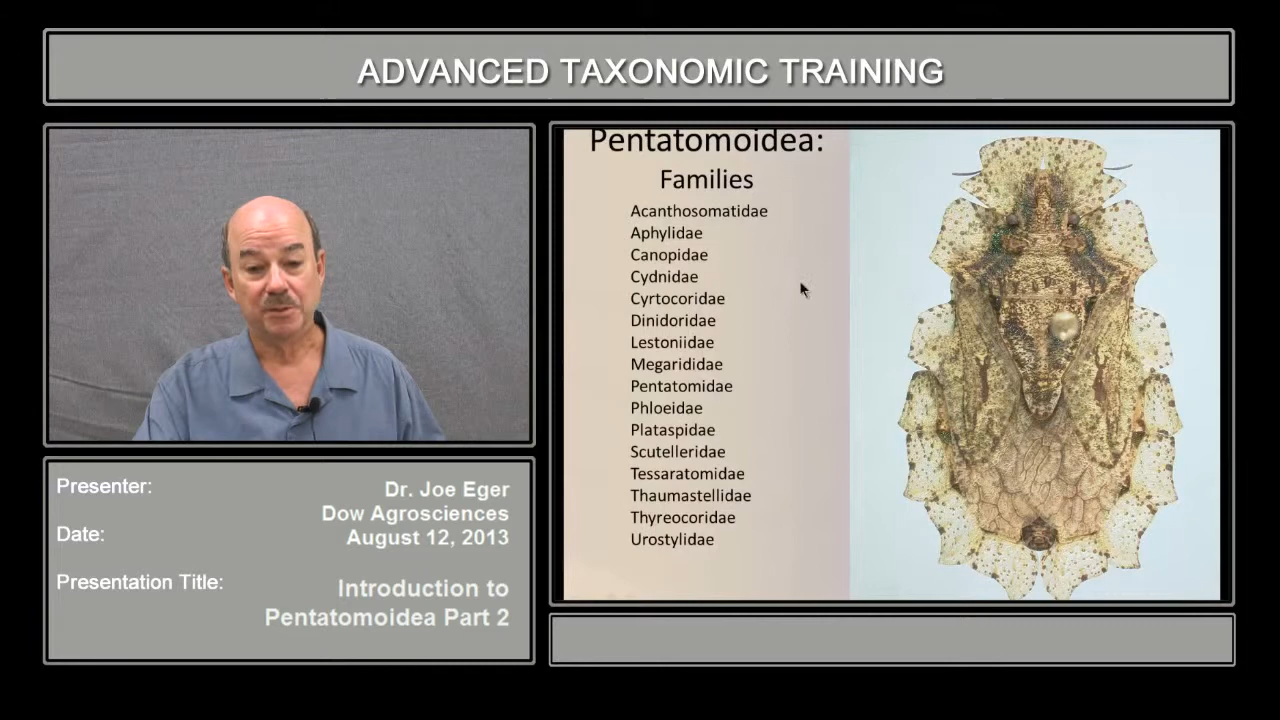 ADVANCED TAXONOMIC TRAINING
Pentatomoidea:
Families
Acanthosomatidae
Aphylidae
Canopidae
Cydnidae
Cyrtocoridae
Dinidoridae
Lestoniidae
Megarididae
Pentatomidae
Phloeidae
Plataspidae
Scutelleridae
Tessaratomidae
Thaumastellidae
Thyreocoridae
Urostylidae
Presenter: Dr. Joe Eger
Dow Agrosciences
Date: August 12, 2013
Presentation Title: Introduction to
Pentatomoidea Part 2